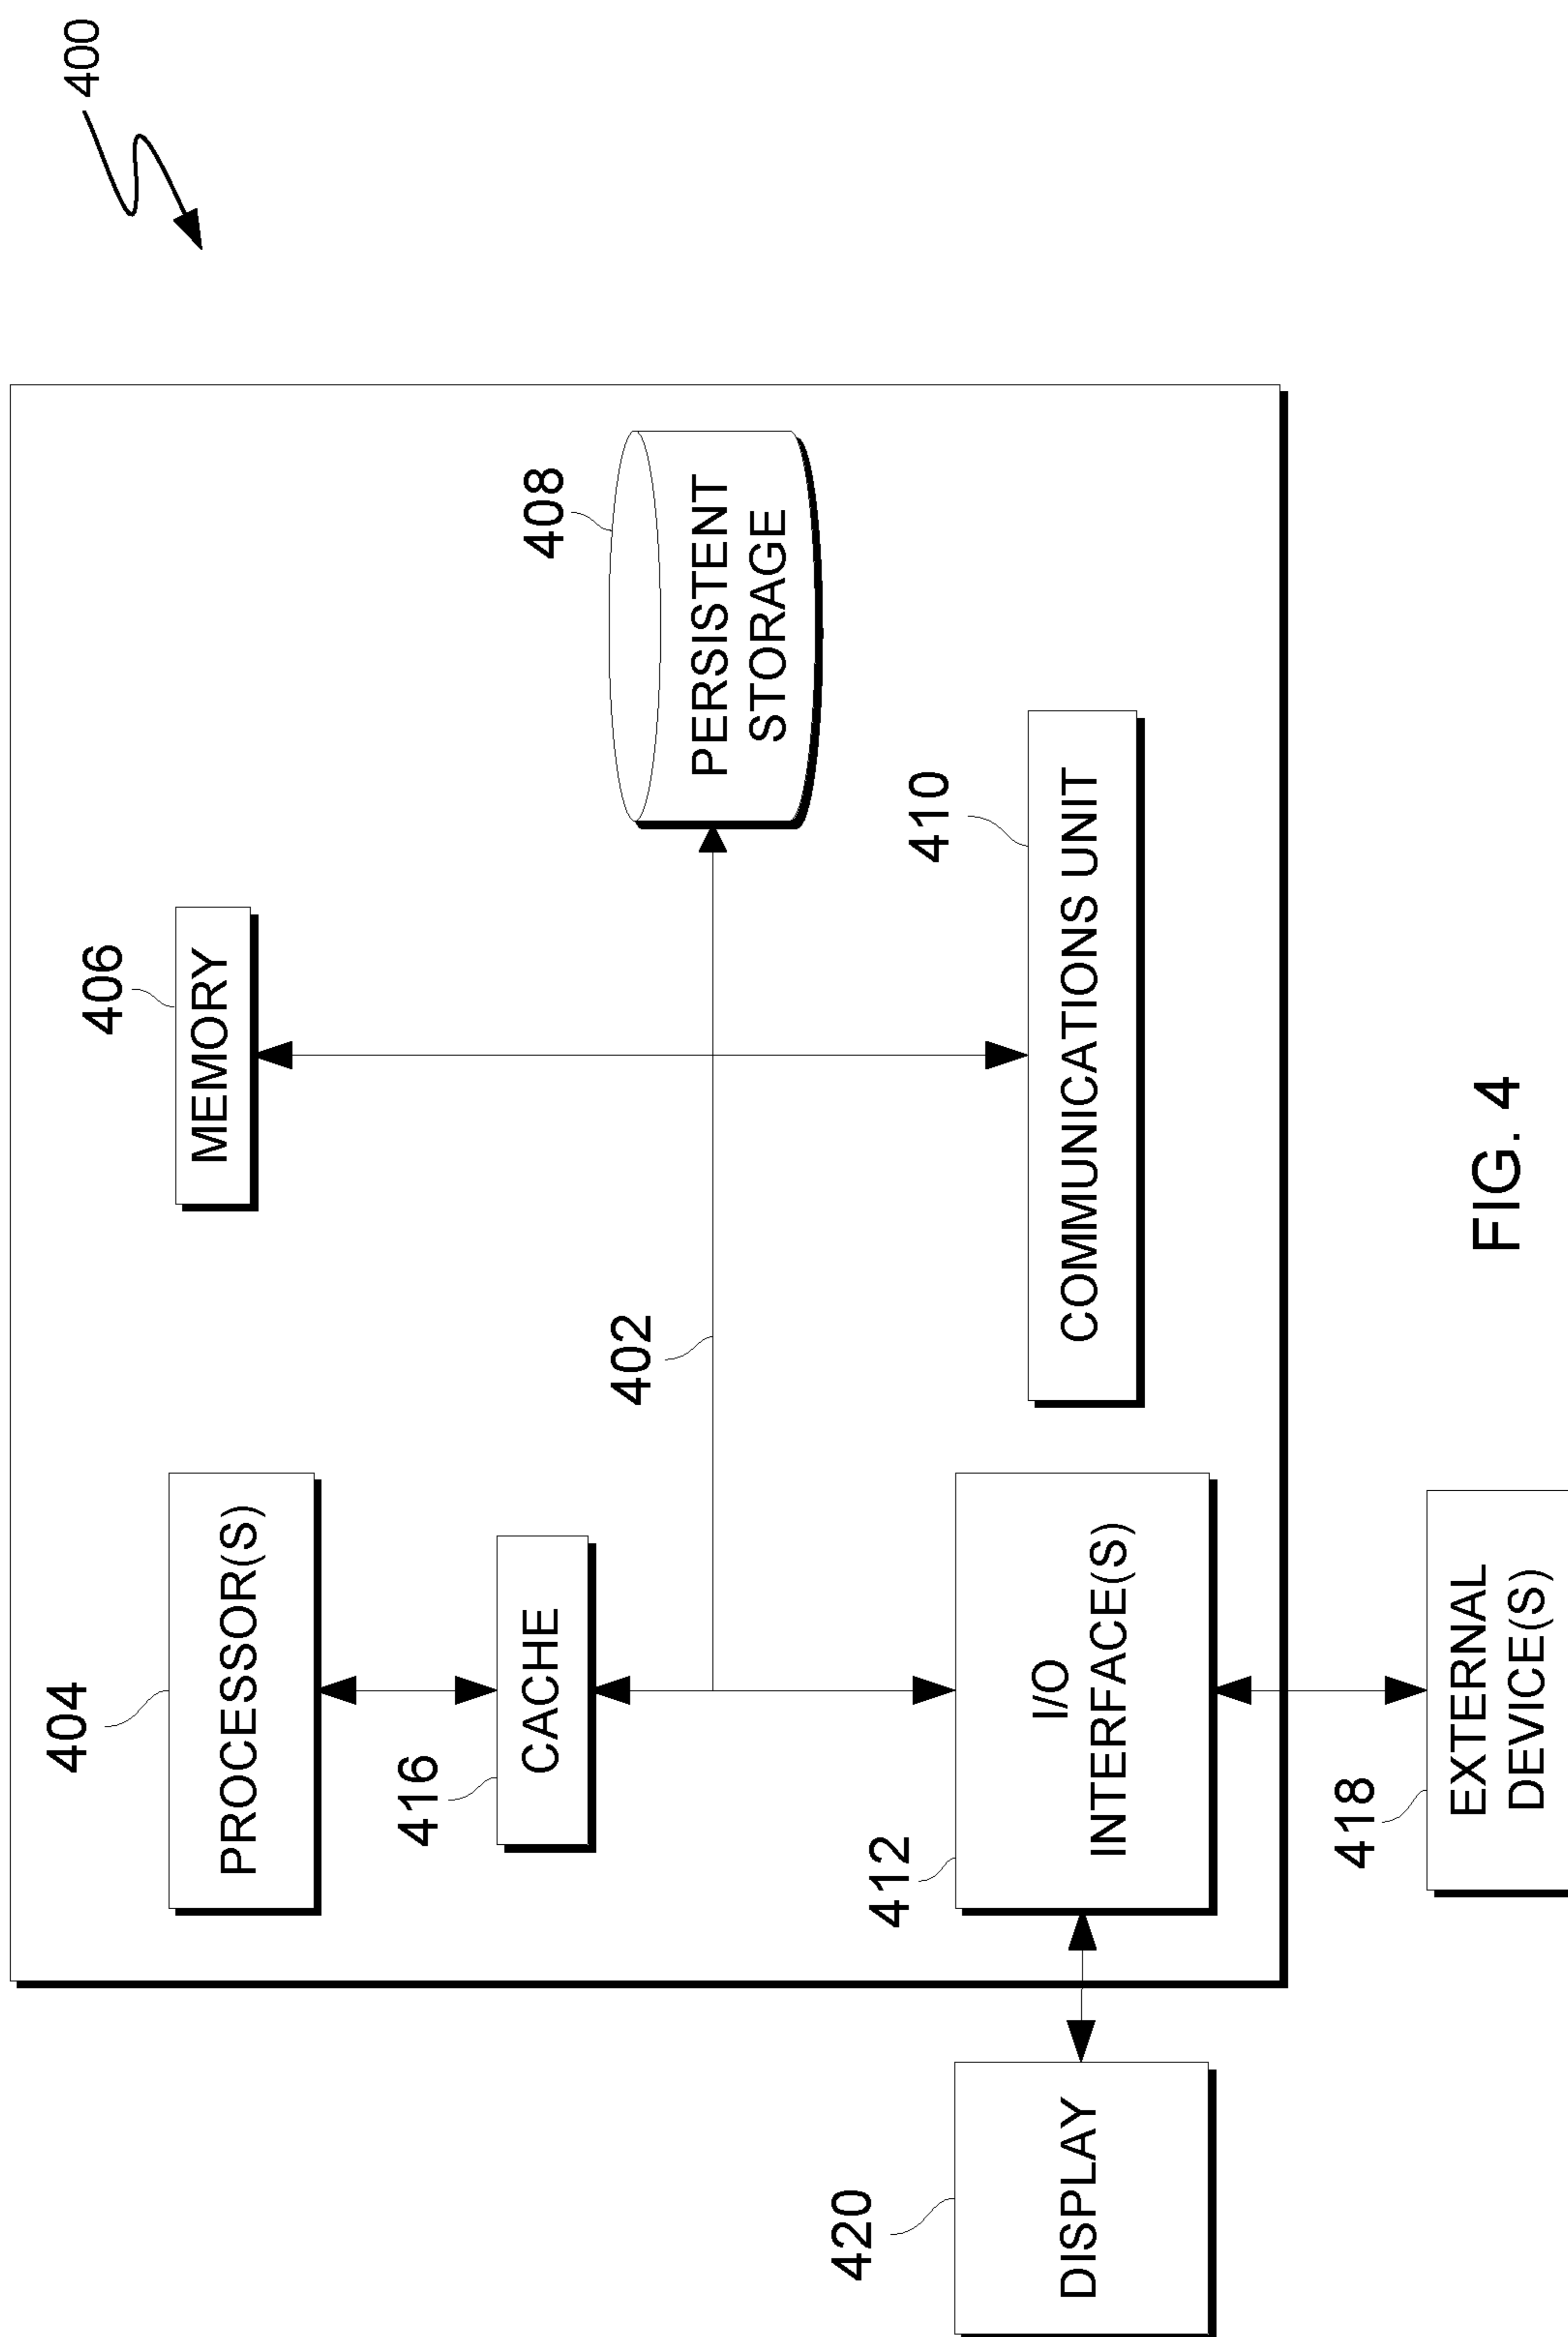 400
404
PROCESSOR(S)
406
MEMORY
416
CACHE
408
PERSISTENT
STORAGE
402
420
DISPLAY
412
I/O
INTERFACE(S)
410
COMMUNICATIONS UNIT
418
EXTERNAL
DEVICE(S)
FIG. 4